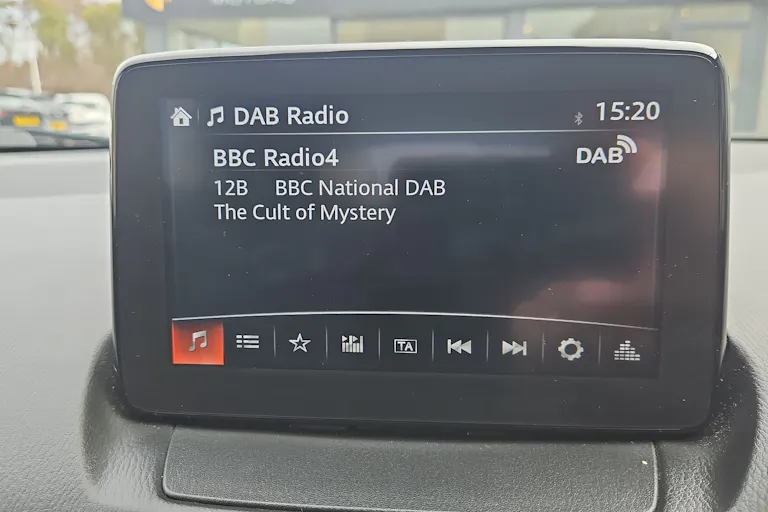 DAB Radio
15:20
BBC Radio4
DAB
12B BBC National DAB
The Cult of Mystery
TA